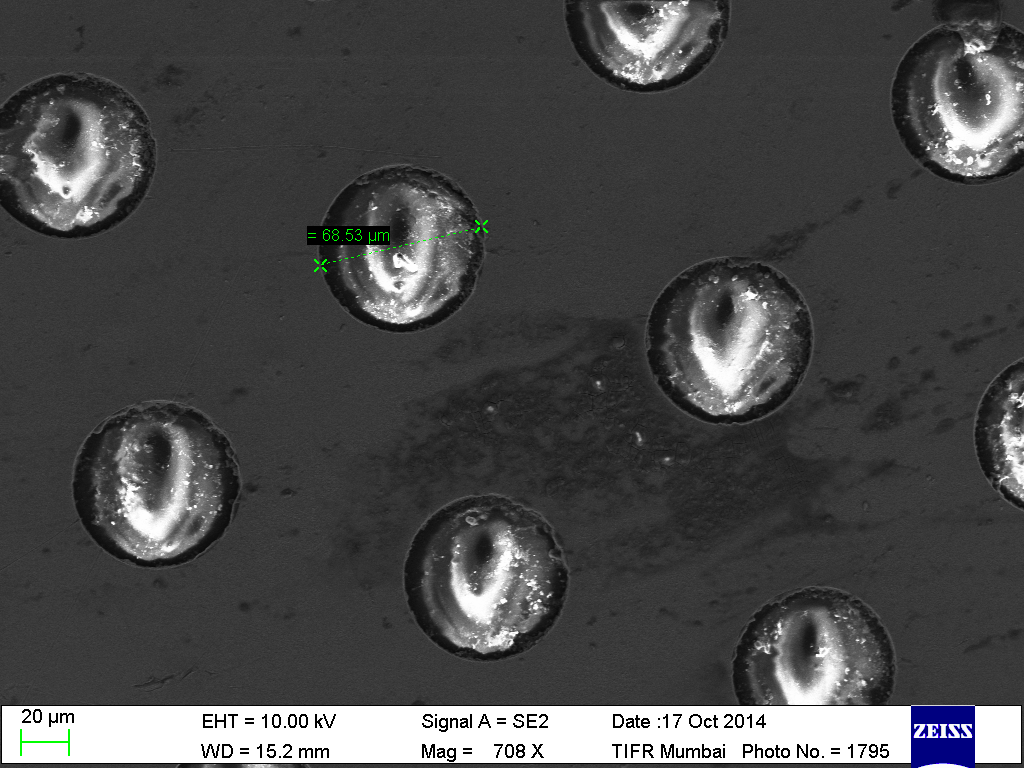 = 68.53 µm
20 µm
EHT = 10.00 kV
WD = 15.2 mm
Signal A = SE2
Mag = 708 X
Date :17 Oct 2014
TIFR Mumbai Photo No. = 1795
ZEISS